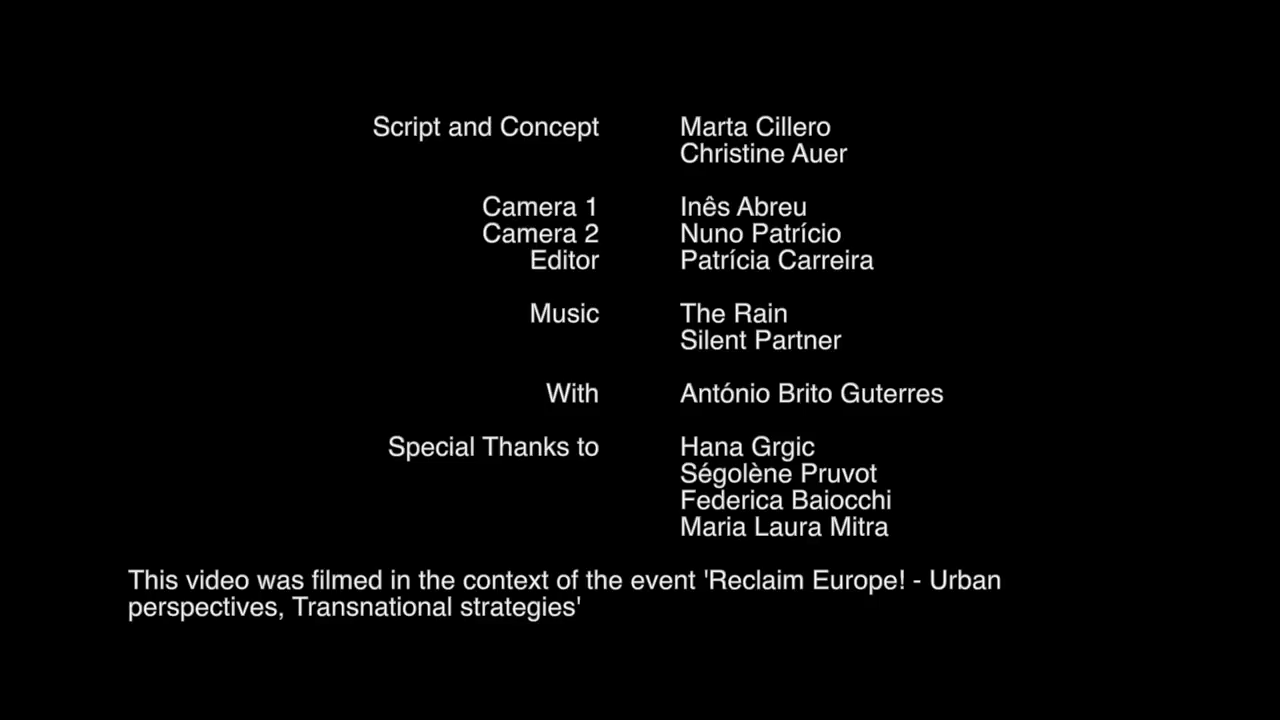 Script and Concept Marta Cillero
Christine Auer
Camera 1 Inês Abreu
Camera 2 Nuno Patrício
Editor Patrícia Carreira
Music The Rain
Silent Partner
With António Brito Guterres
Special Thanks to Hana Grgic
Ségolène Pruvot
Federica Baiocchi
Maria Laura Mitra
This video was filmed in the context of the event 'Reclaim Europe! - Urban
perspectives, Transnational strategies'